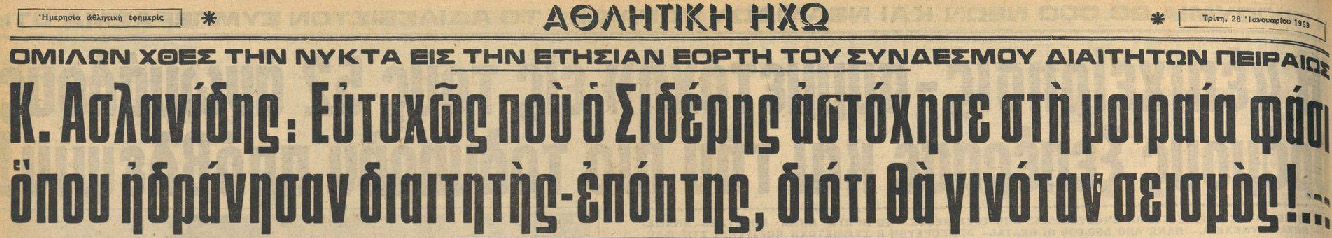 Ἡμερησία ἀθλητικὴ ἐφημερὶς
ΑΘΛΗΤΙΚΗ ΗΧΩ
Τρίτη, 28 Ἰανουαρίου 1969
ΟΜΙΛΩΝ ΧΘΕΣ ΤΗΝ ΝΥΚΤΑ ΕΙΣ ΤΗΝ ΕΤΗΣΙΑΝ ΕΟΡΤΗ ΤΟΥ ΣΥΝΔΕΣΜΟΥ ΔΙΑΙΤΗΤΩΝ ΠΕΙΡΑΙΩΣ
Κ. Ασλανίδης: Εὐτυχῶς ποὺ ὁ Σιδέρης ἀστόχησε στὴ μοιραία φάσι
ὅπου ἠδράνησαν διαιτητὴς-ἐπόπτης, διότι θὰ γινόταν σεισμὸς!...